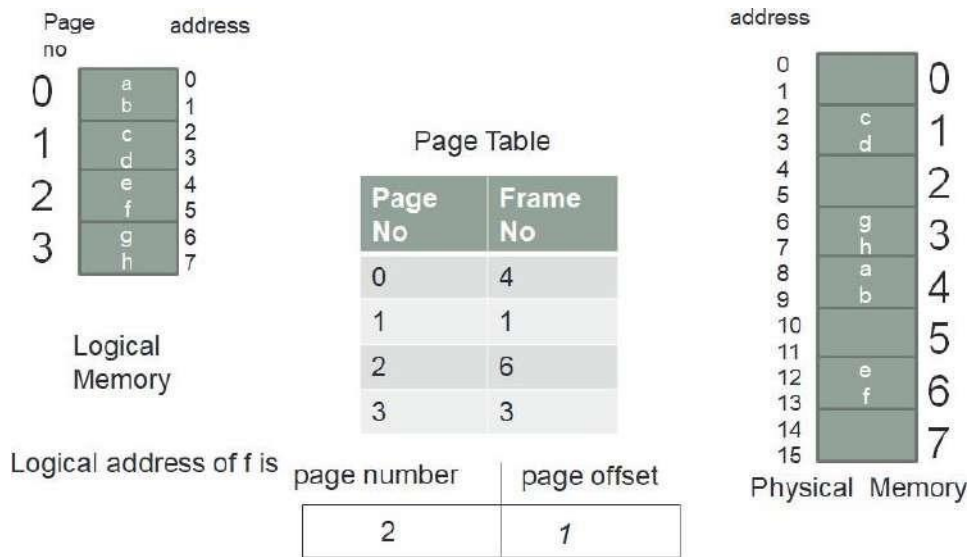 Page
no
address
0
a
0
b
1
1
c
2
d
3
2
e
4
f
5
3
g
6
h
7
Logical
Memory
Page Table
Page
No
Frame
No
0 4
1 1
2 6
3 3
address
0
0
1
2
c
1
3
d
4
2
5
6
g
3
7
h
8
a
4
9
b
10
5
11
12
e
6
13
f
14
7
15
Physical Memory
Logical address of f is
page number page offset
2 1